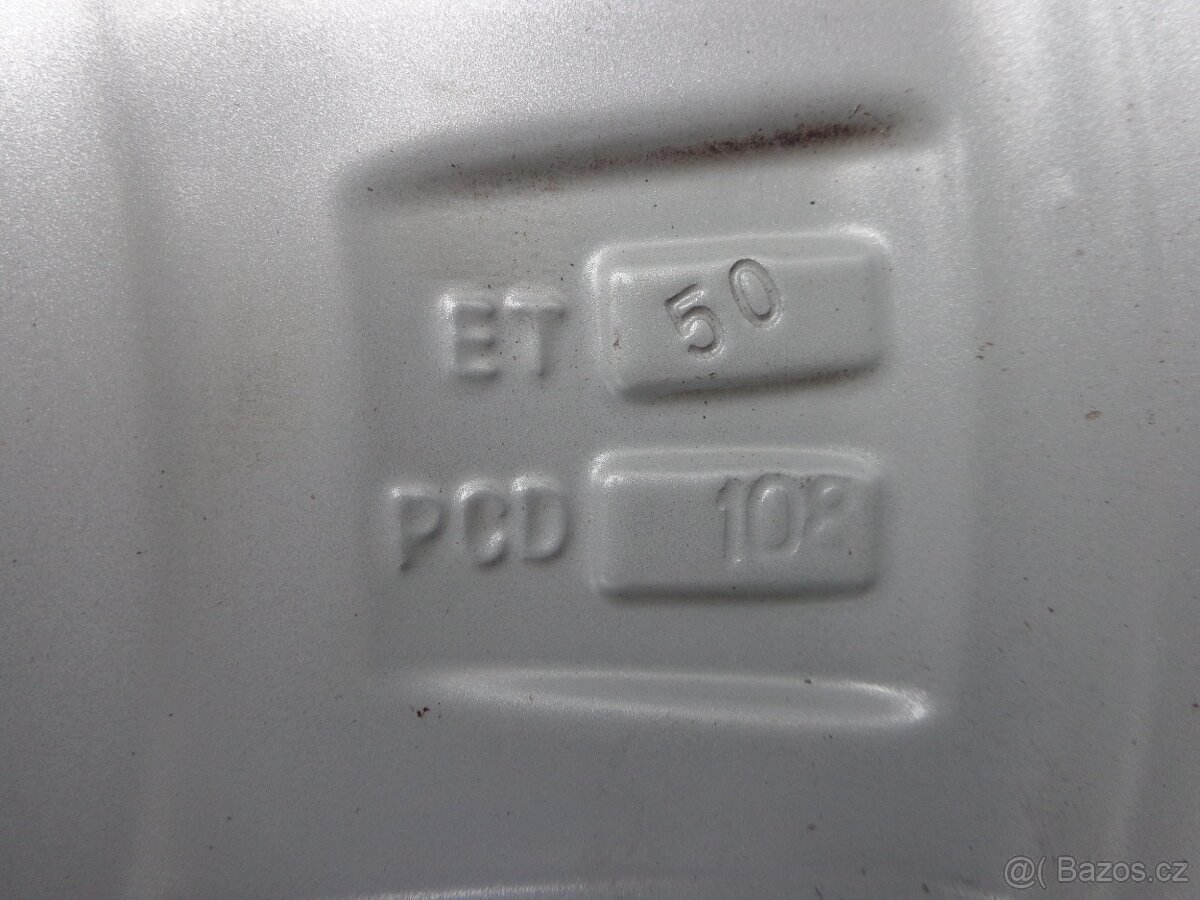 ET 50
PCD 108
@( Bazos.cz